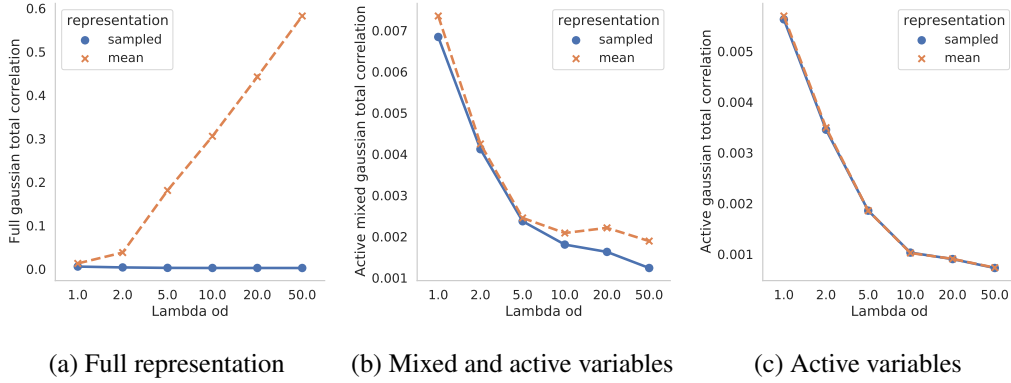 Full gaussian total correlation
0.6
0.5
0.4
0.3
0.2
0.1
0.0
representation
sampled
mean
1.0 2.0 5.0 10.0 20.0 50.0
Lambda od
(a) Full representation
Active mixed gaussian total correlation
0.007
0.006
0.005
0.004
0.003
0.002
0.001
representation
sampled
mean
1.0 2.0 5.0 10.0 20.0 50.0
Lambda od
(b) Mixed and active variables
Active gaussian total correlation
0.005
0.004
0.003
0.002
0.001
representation
sampled
mean
1.0 2.0 5.0 10.0 20.0 50.0
Lambda od
(c) Active variables